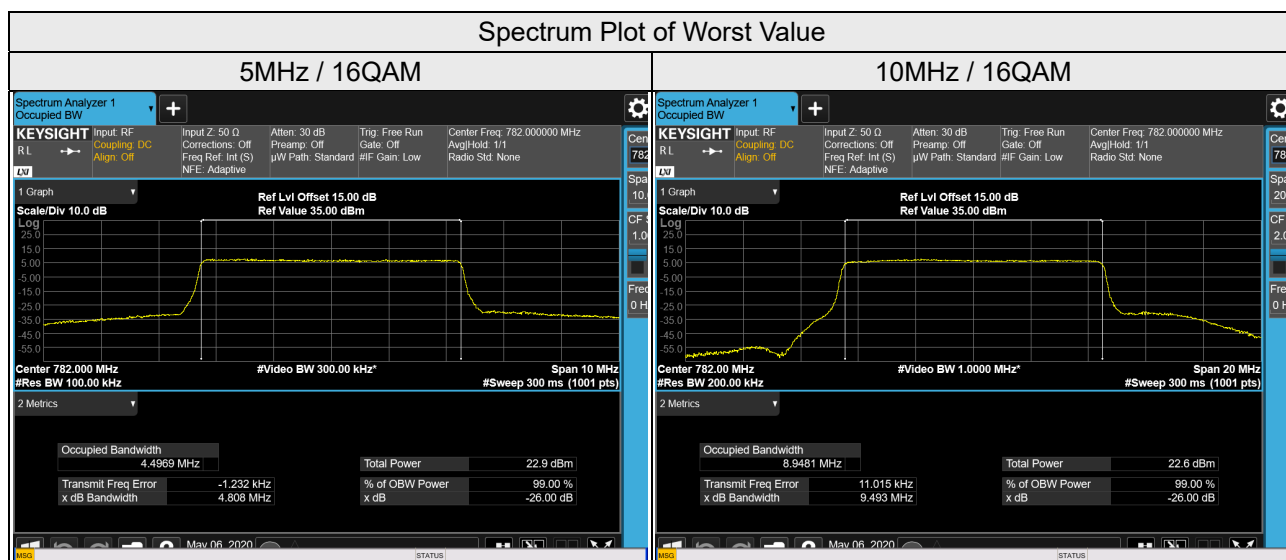 Spectrum Plot of Worst Value
5MHz / 16QAM
10MHz / 16QAM
Spectrum Analyzer 1
Occupied BW
+
KEYSIGHT
RL
LXI
Input: RF
Coupling: DC
Align: Off
Input Z: 50 Ω
Corrections: Off
Freq Ref: Int (S)
NFE: Adaptive
Atten: 30 dB
Preamp: Off
µW Path: Standard
Trig: Free Run
Gate: Off
#IF Gain: Low
Center Freq: 782.000000 MHz
Avg|Hold: 1/1
Radio Std: None
1 Graph
Scale/Div 10.0 dB
Ref Lvl Offset 15.00 dB
Ref Value 35.00 dBm
Log
25.0
15.0
5.00
-5.00
-15.0
-25.0
-35.0
-45.0
-55.0
Center 782.000 MHz
#Res BW 100.00 kHz
#Video BW 300.00 kHz*
Span 10 MHz
#Sweep 300 ms (1001 pts)
2 Metrics
Occupied Bandwidth
4.4969 MHz
Total Power 22.9 dBm
Transmit Freq Error -1.232 kHz
% of OBW Power 99.00 %
x dB Bandwidth 4.808 MHz
x dB -26.00 dB
May 06, 2020
MSG
STATUS
Spectrum Analyzer 1
Occupied BW
+
KEYSIGHT
RL
LXI
Input: RF
Coupling: DC
Align: Off
Input Z: 50 Ω
Corrections: Off
Freq Ref: Int (S)
NFE: Adaptive
Atten: 30 dB
Preamp: Off
µW Path: Standard
Trig: Free Run
Gate: Off
#IF Gain: Low
Center Freq: 782.000000 MHz
Avg|Hold: 1/1
Radio Std: None
1 Graph
Scale/Div 10.0 dB
Ref Lvl Offset 15.00 dB
Ref Value 35.00 dBm
Log
25.0
15.0
5.00
-5.00
-15.0
-25.0
-35.0
-45.0
-55.0
Center 782.00 MHz
#Res BW 200.00 kHz
#Video BW 1.0000 MHz*
Span 20 MHz
#Sweep 300 ms (1001 pts)
2 Metrics
Occupied Bandwidth
8.9481 MHz
Total Power 22.6 dBm
Transmit Freq Error 11.015 kHz
% of OBW Power 99.00 %
x dB Bandwidth 9.493 MHz
x dB -26.00 dB
May 06, 2020
MSG
STATUS